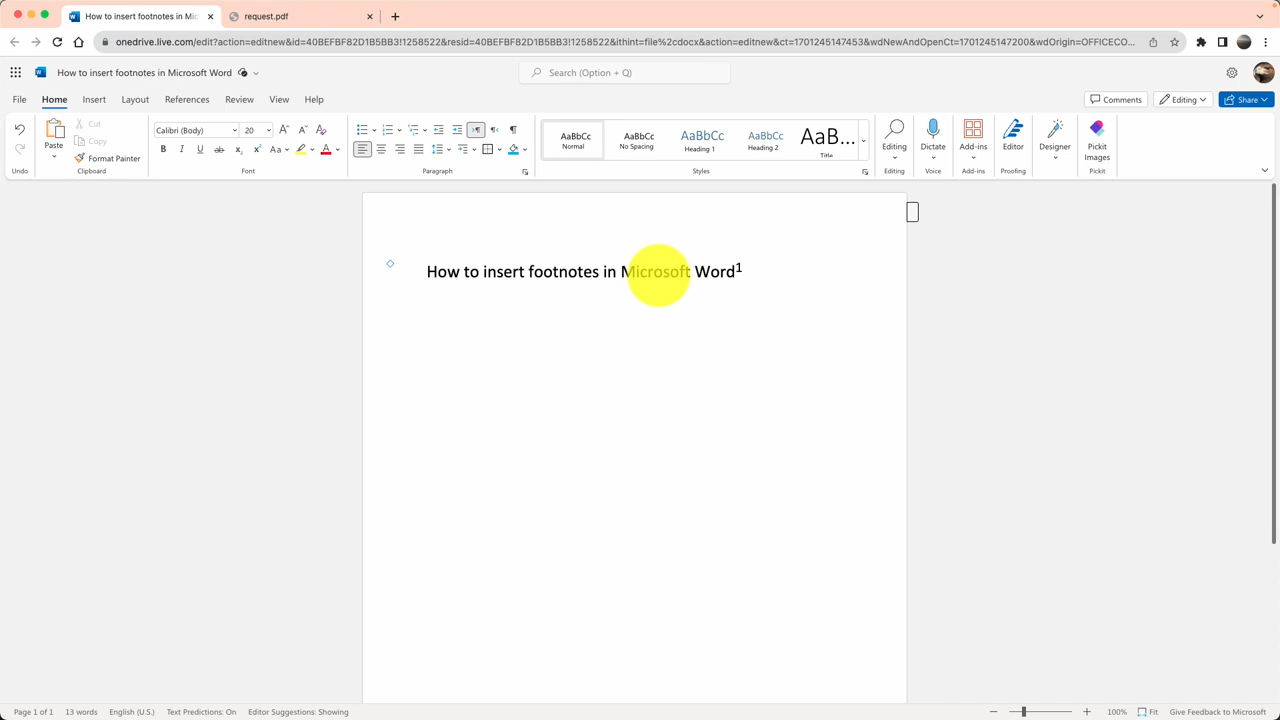 How to insert footnotes in Mic
request.pdf
onedrive.live.com/edit?action=editnew&id=40BEFBF82D1B5BB3!1258522&resid=40BEFBF82D1B5BB3!1258522&ithint=file%2cdocx&action=editnew&ct=1701245147453&wdNewAndOpenCt=1701245147200&wdOrigin=OFFICECO...
How to insert footnotes in Microsoft Word
Search (Option + Q)
File Home Insert Layout References Review View Help
Comments Editing Share
Paste
Cut
Copy
Format Painter
Calibri (Body) 20
AaBbCc AaBbCc AaBbCc AaBbCc AaB...
Normal No Spacing Heading 1 Heading 2 Title
Editing Dictate Add-ins Editor Designer Pickit Images
Undo Clipboard Font Paragraph Styles Editing Voice Add-ins Proofing Pickit
How to insert footnotes in Microsoft Word1
Page 1 of 1 13 words English (U.S.) Text Predictions: On Editor Suggestions: Showing 100% Fit Give Feedback to Microsoft